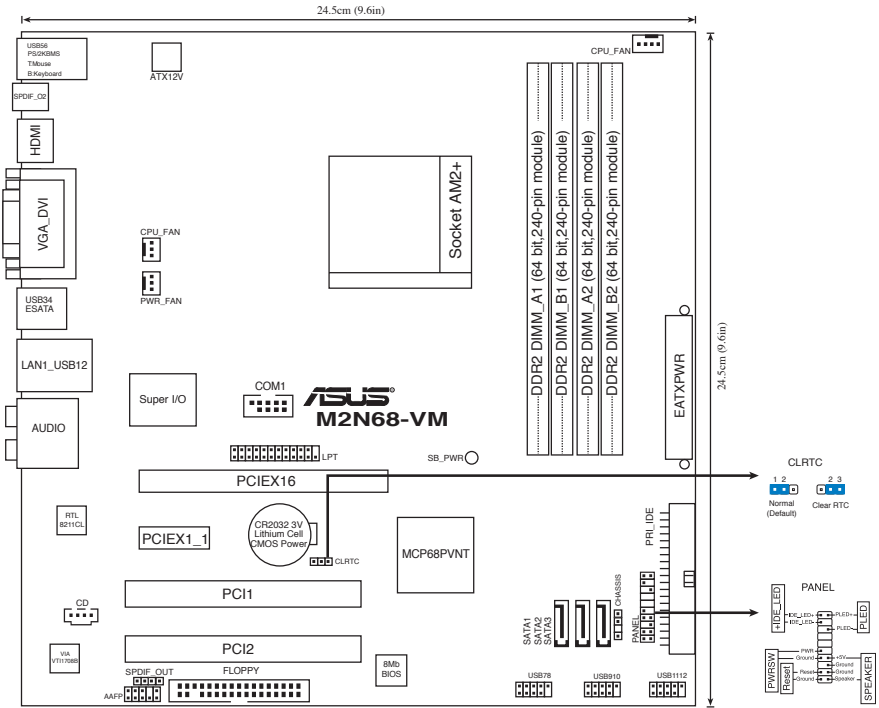 24.5cm (9.6in)
USB56
PS/2KBMS
T:Mouse
B:Keyboard
ATX12V
CPU_FAN
SPDIF_O2
HDMI
VGA_DVI
Socket AM2+
DDR2 DIMM_A1 (64 bit,240-pin module)
DDR2 DIMM_B1 (64 bit,240-pin module)
DDR2 DIMM_A2 (64 bit,240-pin module)
DDR2 DIMM_B2 (64 bit,240-pin module)
CPU_FAN
PWR_FAN
USB34
ESATA
EATXPWR
24.5cm (9.6in)
LAN1_USB12
Super I/O
COM1
ASUS
M2N68-VM
AUDIO
LPT
SB_PWR
PCIEX16
CLRTC
1 2
2 3
Normal
(Default)
Clear RTC
RTL
8211CL
PCIEX1_1
CR2032 3V
Lithium Cell
CMOS Power
CLRTC
MCP68PVNT
PRI_IDE
PCI1
CD
SATA1
SATA2
SATA3
CHASSIS
PANEL
PANEL
+IDE_LED
IDE_LED+
IDE_LED-
PLED+
PLED-
PLED
PWR
Ground
+5V
Ground
Reset
Ground
Ground
Speaker
PWRSW
Reset
SPEAKER
PCI2
VIA
VT1708B
8Mb
BIOS
SPDIF_OUT
FLOPPY
AAFP
USB78
USB910
USB1112